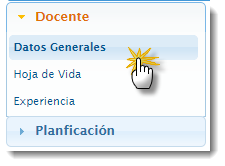 Docente
Datos Generales
Hoja de Vida
Experiencia
Planficación